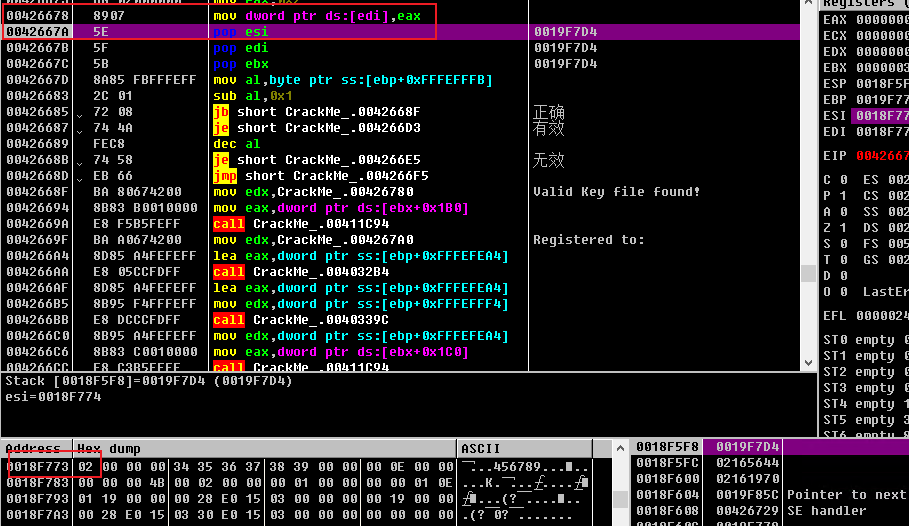 0042667A 5E pop esi 0019F7D4
00426678 8907 mov dword ptr ds:[edi],eax
0042667B 5F pop edi 0019F7D4
0042667C 5B pop ebx 0019F7D4
0042667D 8A85 FBFFFEFF mov al,byte ptr ss:[ebp+0xFFFEFFFB]
00426683 2C 01 sub al,0x1
00426685 72 08 jb short CrackMe_.0042668F 正确
00426687 74 4A je short CrackMe_.004266D3 有效
00426689 FEC8 dec al
0042668B 74 58 je short CrackMe_.004266E5 无效
0042668D EB 66 jmp short CrackMe_.004266F5
0042668F BA 80674200 mov edx,CrackMe_.00426780 Valid Key file found!
00426694 8B83 B0010000 mov eax,dword ptr ds:[ebx+0x1B0]
0042669A E8 F5B5FEFF call CrackMe_.00411C94
0042669F BA A0674200 mov edx,CrackMe_.004267A0 Registered to:
004266A4 8D85 A4FEFEFF lea eax,dword ptr ss:[ebp+0xFFFEFEA4]
004266AA E8 05CCFDFF call CrackMe_.004032B4
004266AF 8D85 A4FEFEFF lea eax,dword ptr ss:[ebp+0xFFFEFEA4]
004266B5 8B95 F4FFFEFF mov edx,dword ptr ss:[ebp+0xFFFEFFF4]
004266BB E8 DCCCFDFF call CrackMe_.0040339C
004266C0 8B95 A4FEFEFF mov edx,dword ptr ss:[ebp+0xFFFEFEA4]
004266C6 8B83 C0010000 mov eax,dword ptr ds:[ebx+0x1C0]
004266CC E8 C3B5FEFF call CrackMe_.00411C94
Registers (
EAX 0000000
ECX 0000000
EDX 0000000
EBX 000003
ESP 0018F5F
EBP 0019F77
ESI 0018F77
EDI 0018F77
EIP 0042667
C 0 ES 002
P 1 CS 002
A 0 SS 002
Z 1 DS 002
S 0 FS 005
T 0 GS 002
D 0
O 0 LastEr
EFL 0000024
ST0 empty
ST1 empty
ST2 empty
ST3 empty
ST4 empty
ST5 empty
ST6 empty
Stack [0018F5F8]=0019F7D4 (0019F7D4)
esi=0018F774
Address Hex dump ASCII
0018F773 02 00 00 00 34 35 36 37 38 39 00 00 00 0E 00 00 ...456789...
0018F783 00 00 00 4B 00 02 00 00 00 01 00 00 00 00 01 0E
0018F793 01 19 00 00 00 28 E0 15 03 00 00 00 00 19 00 00
0018F7A3 00 28 E0 15 03 30 E0 15 03 00 00 00 00 00 00 00
0018F5F8 0019F7D4
0018F5FC 02165644
0018F600 02161970
0018F604 0019F85C Pointer to next
0018F608 00426729 SE handler